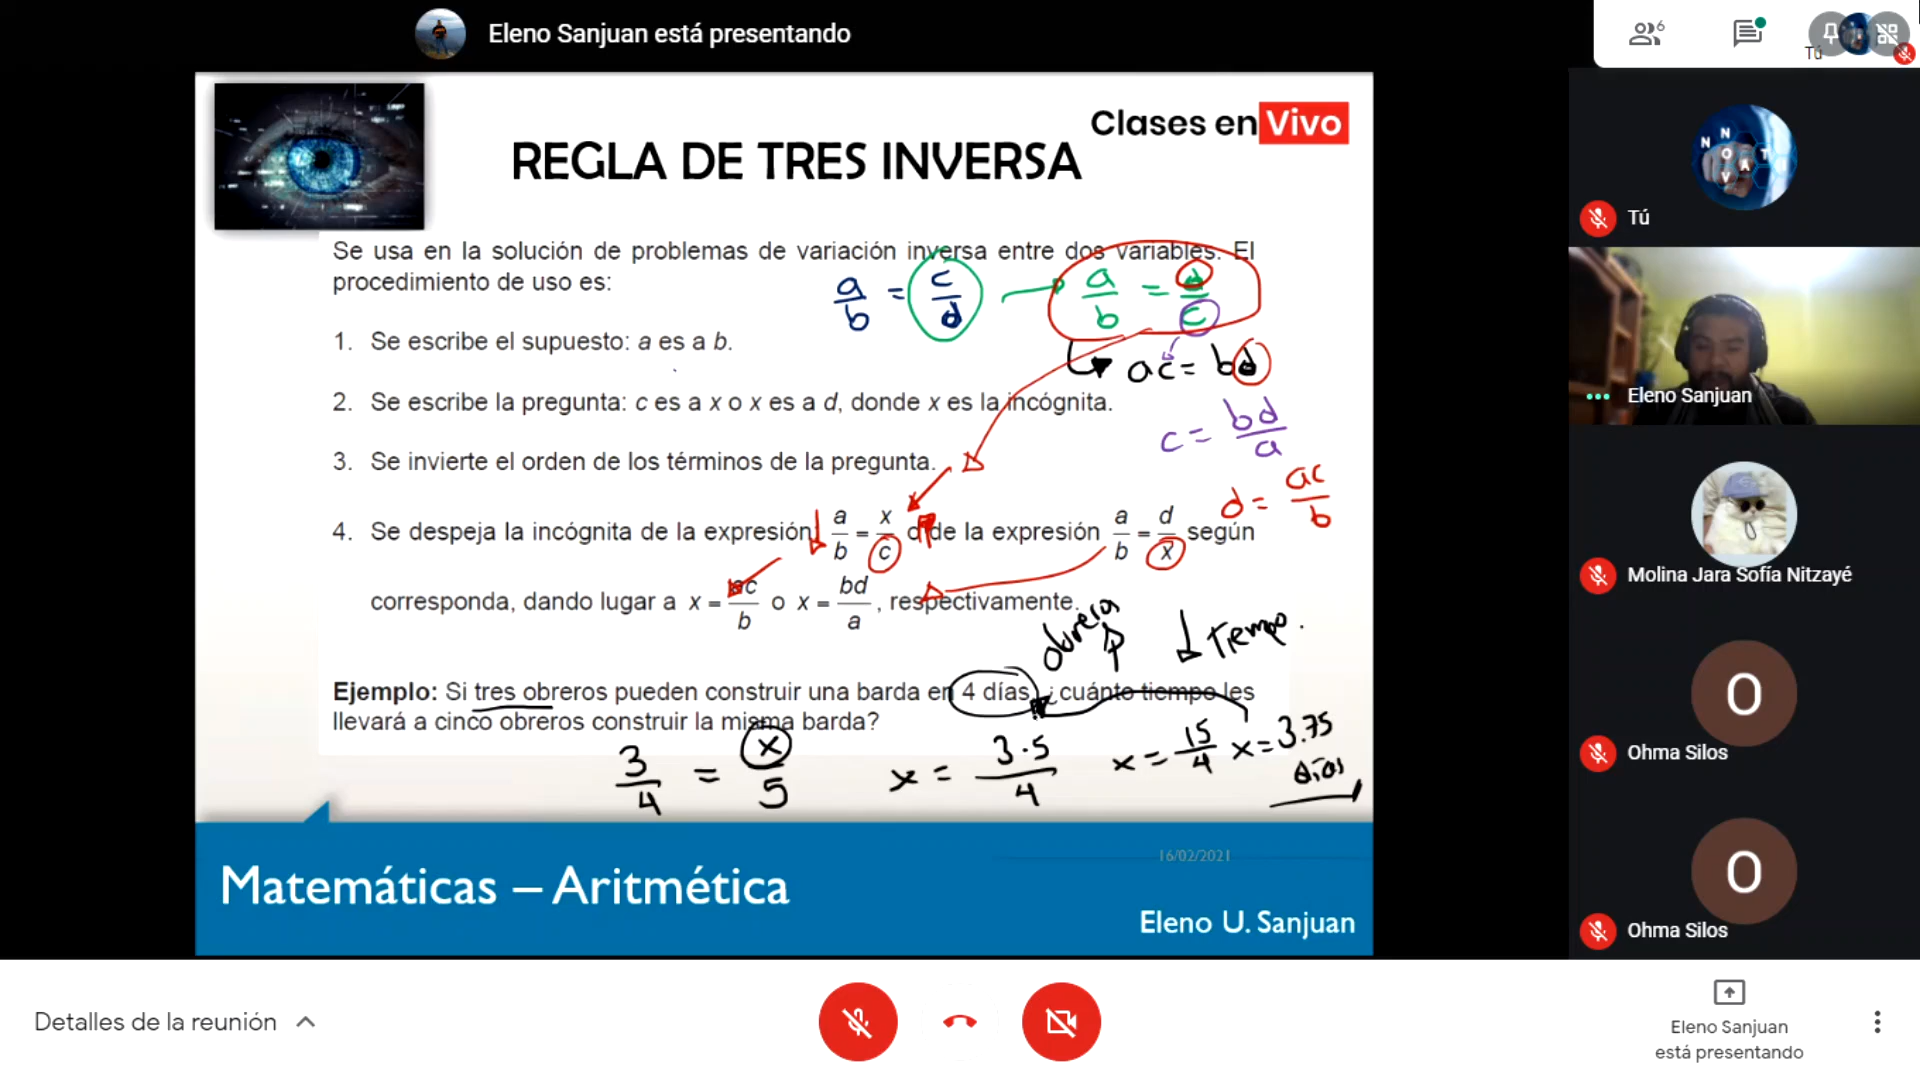 Eleno Sanjuan está presentando
6
Tú
Clases en Vivo
REGLA DE TRES INVERSA
Se usa en la solución de problemas de variación inversa entre dos variables. El
procedimiento de uso es:
a/b = c/d → a/b = d/c
1. Se escribe el supuesto: a es a b.
ac = bd
2. Se escribe la pregunta: c es a x o x es a d, donde x es la incógnita.
c = bd/a
3. Se invierte el orden de los términos de la pregunta.
d = ac/b
4. Se despeja la incógnita de la expresión a/b = x/c o de la expresión a/b = d/x según
corresponda, dando lugar a x = ac/b o x = bd/a, respectivamente.
obrera ↑ ↓ Tiempo.
Ejemplo: Si tres obreros pueden construir una barda en 4 días, ¿cuánto tiempo les
llevará a cinco obreros construir la misma barda?
3/4 = x/5 x = 3·5/4 x = 15/4 x = 3.75
días
16/02/2021
Matemáticas – Aritmética
Eleno U. Sanjuan
N N O A T V
Tú
Eleno Sanjuan
Molina Jara Sofía Nitzayé
O
Ohma Silos
O
Ohma Silos
Detalles de la reunión
Eleno Sanjuan
está presentando